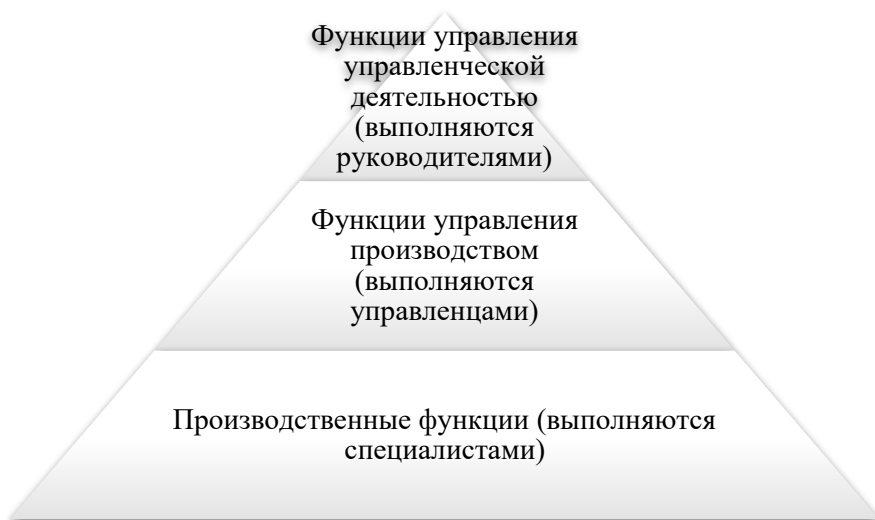 Функции управления
управленческой
деятельностью
(выполняются
руководителями)
Функции управления
производством
(выполняются
управленцами)
Производственные функции (выполняются
специалистами)